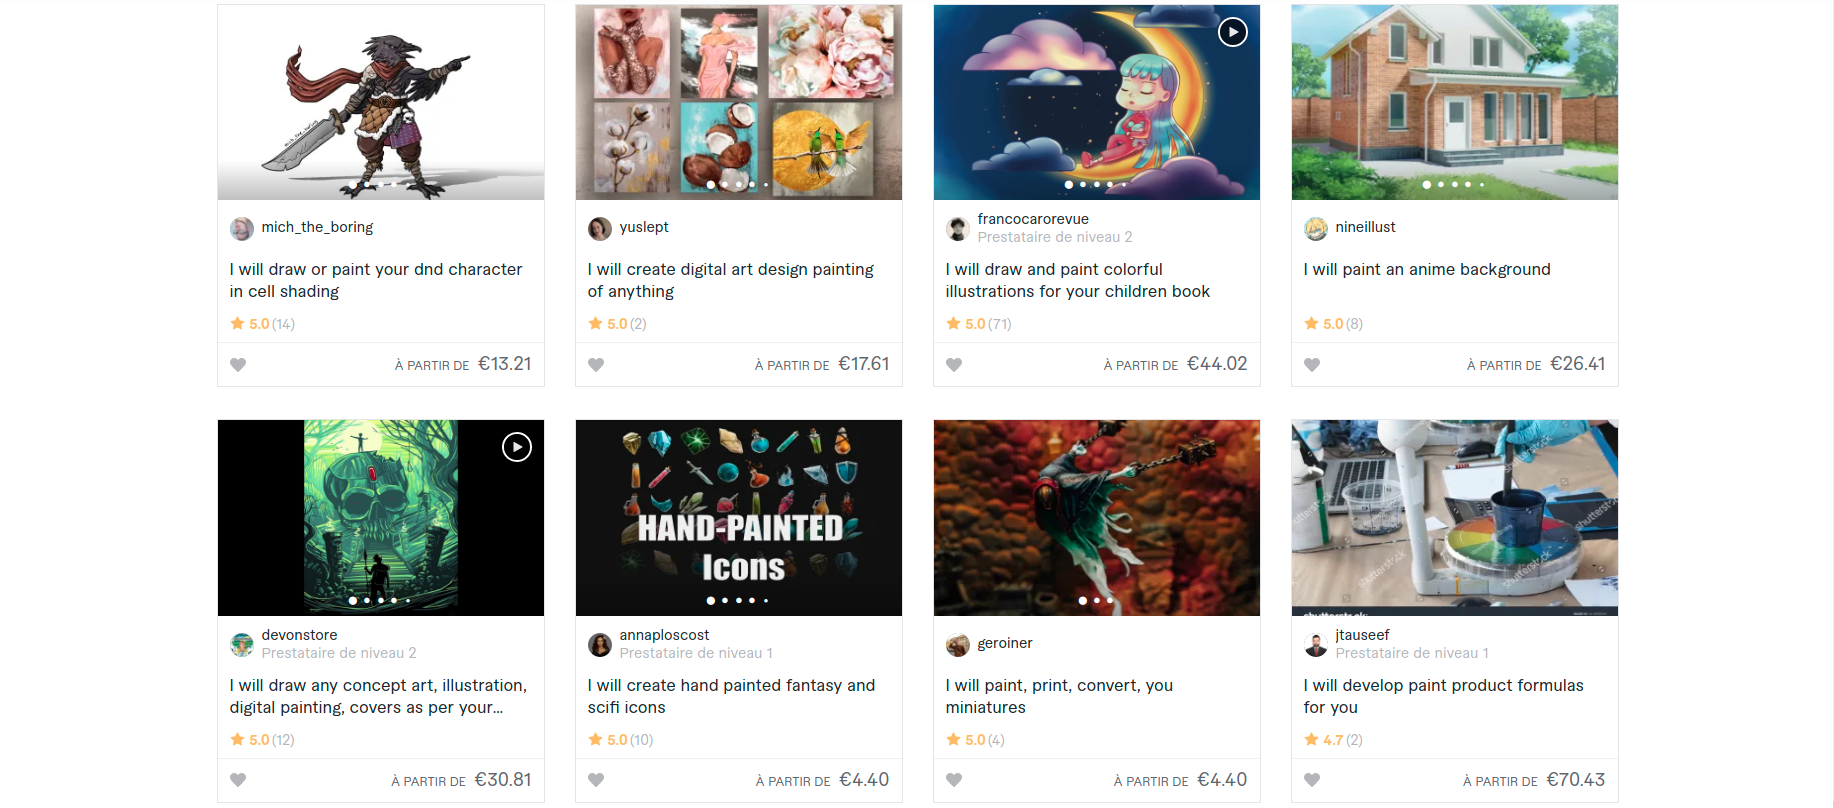 mich_the_boring
I will draw or paint your dnd character
in cell shading
5.0 (14)
À PARTIR DE €13.21
yuslept
I will create digital art design painting
of anything
5.0 (2)
À PARTIR DE €17.61
francocarorevue
Prestataire de niveau 2
I will draw and paint colorful
illustrations for your children book
5.0 (71)
À PARTIR DE €44.02
nineillust
I will paint an anime background
5.0 (8)
À PARTIR DE €26.41
devonstore
Prestataire de niveau 2
I will draw any concept art, illustration,
digital painting, covers as per your...
5.0 (12)
À PARTIR DE €30.81
HAND-PAINTED
Icons
annaploscost
Prestataire de niveau 1
I will create hand painted fantasy and
scifi icons
5.0 (10)
À PARTIR DE €4.40
geroiner
I will paint, print, convert, you
miniatures
5.0 (4)
À PARTIR DE €4.40
shutterstock
shutterstock
shutterstock
jtauseef
Prestataire de niveau 1
I will develop paint product formulas
for you
4.7 (2)
À PARTIR DE €70.43